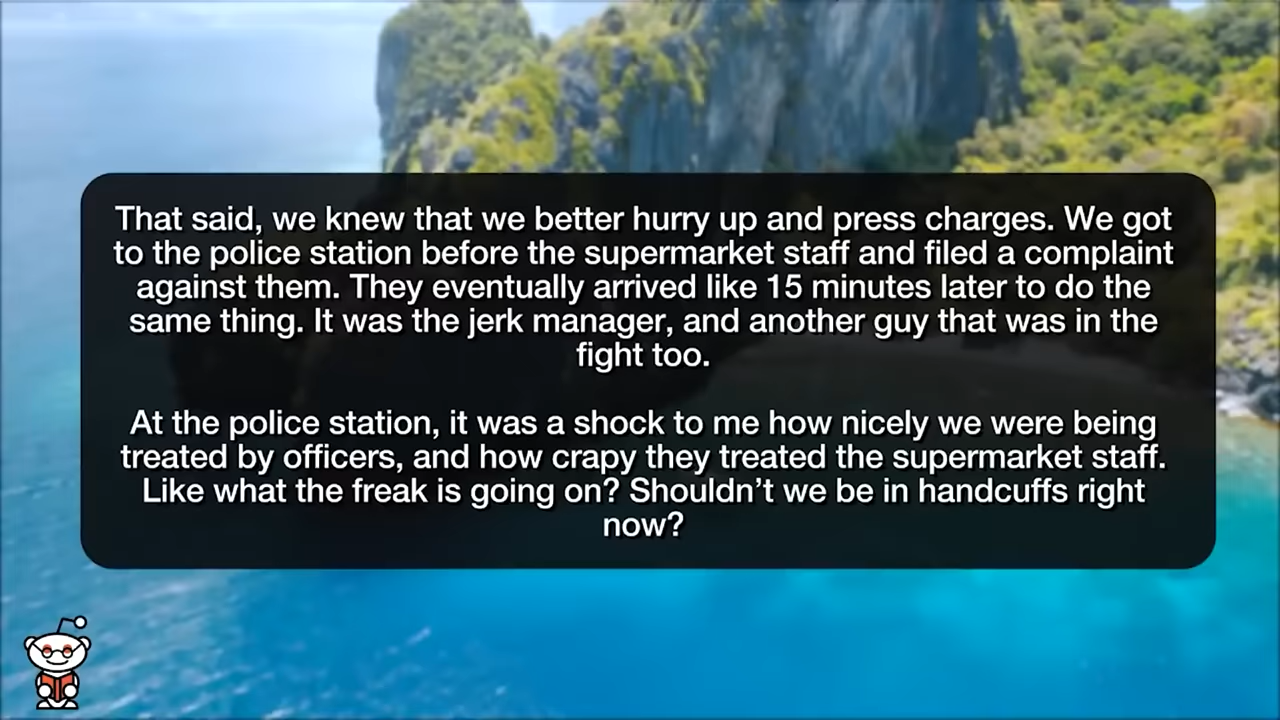 That said, we knew that we better hurry up and press charges. We got
to the police station before the supermarket staff and filed a complaint
against them. They eventually arrived like 15 minutes later to do the
same thing. It was the jerk manager, and another guy that was in the
fight too.
At the police station, it was a shock to me how nicely we were being
treated by officers, and how crapy they treated the supermarket staff.
Like what the freak is going on? Shouldn’t we be in handcuffs right
now?